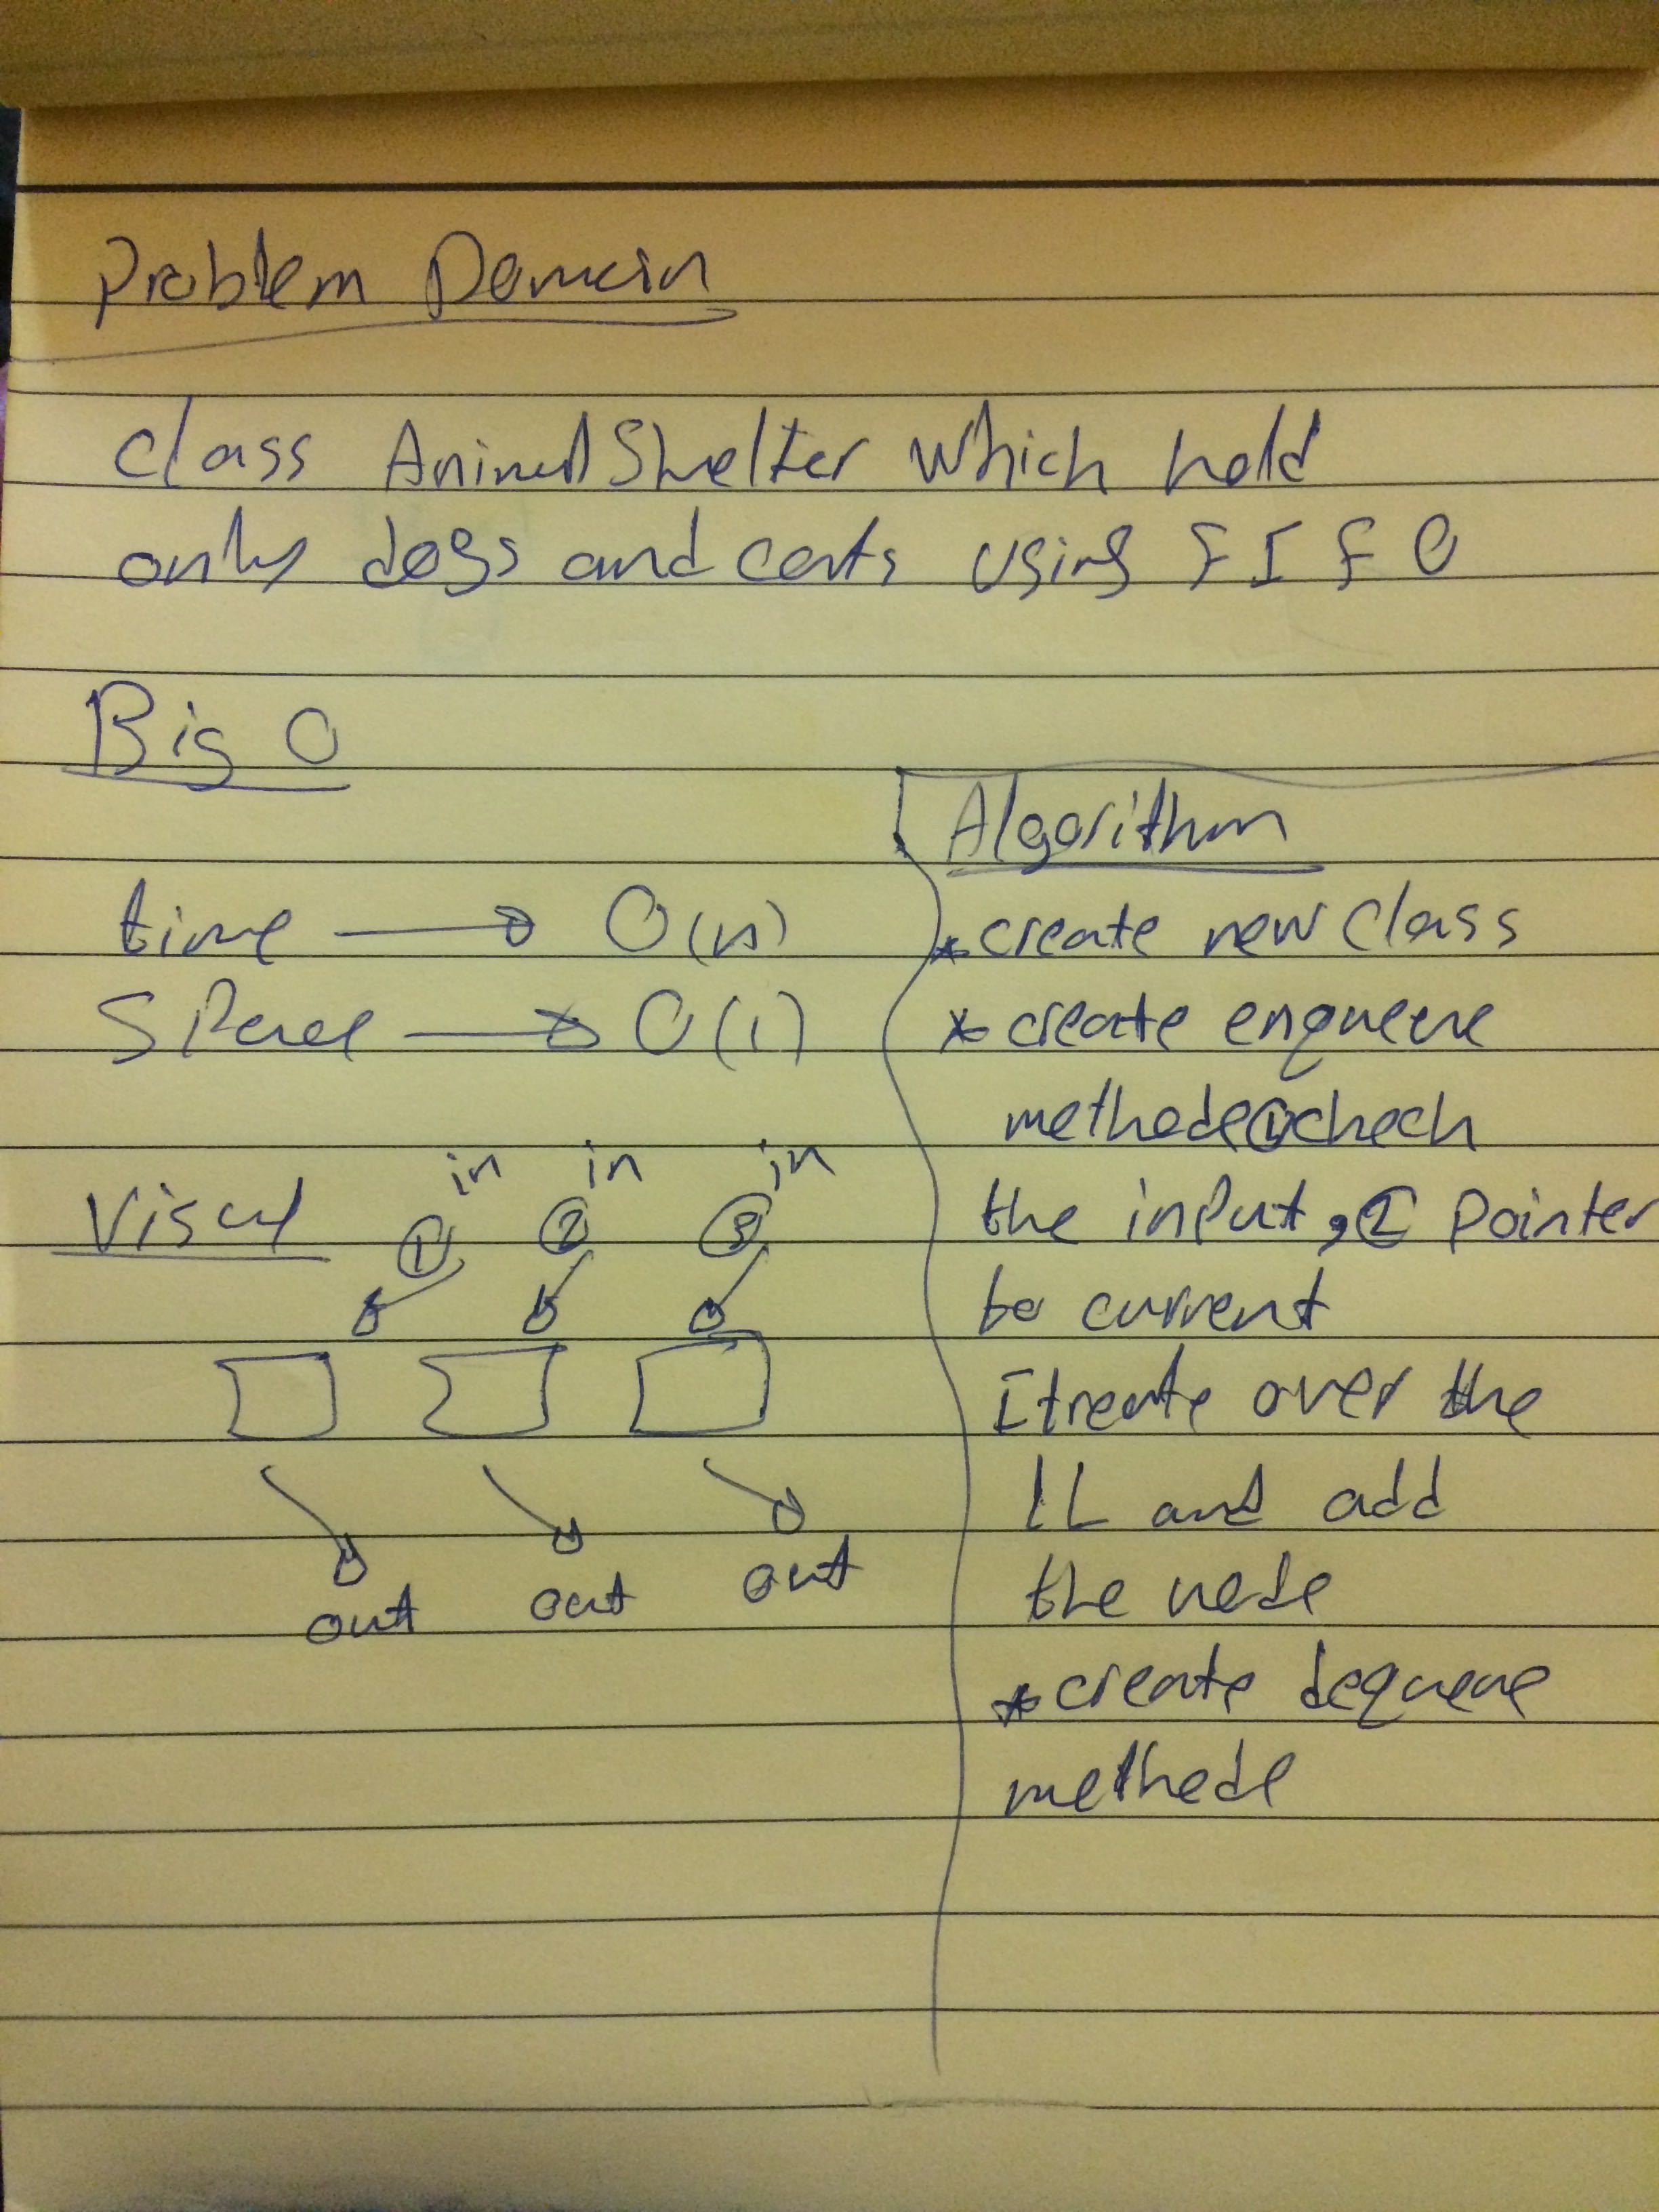 Problem Domain
class AnimalShelter which hold
only dogs and cats using FIFO
Big O
time → O(n)
Space → O(1)
Visual
in in in
① ② ③
out out out
Algorithm
* create new class
* create enqueue
methode ① check
the input, ② pointer
be current
Itreate over the
LL and add
the node
* create dequeue
methode